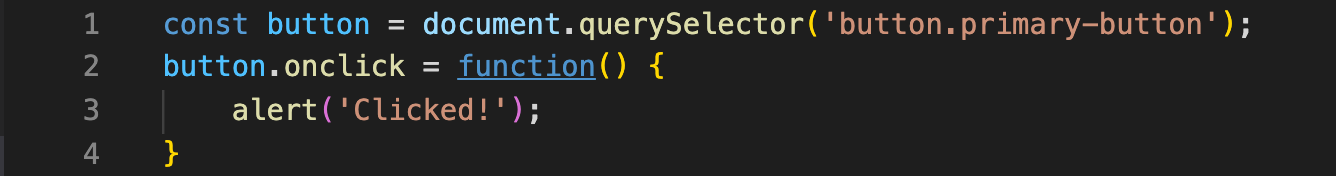 1 const button = document.querySelector('button.primary-button');
2 button.onclick = function() {
3     alert('Clicked!');
4 }